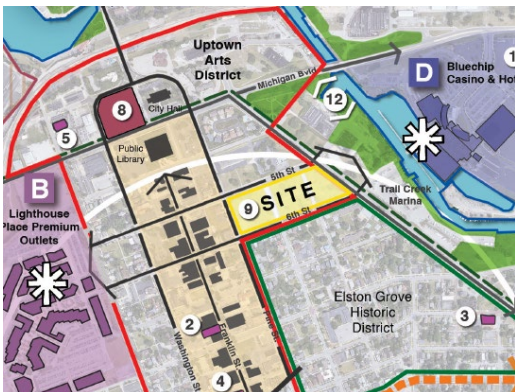 Uptown
Arts
District
Michigan Blvd
D
Bluechip
Casino & Ho
1
8
City Hall
12
5
Public
Library
B
Lighthouse
Place Premium
Outlets
5th St
9
SITE
6th St
Trail Creek
Marina
Elston Grove
Historic
District
3
2
Franklin St
Pine St
Washington St
4